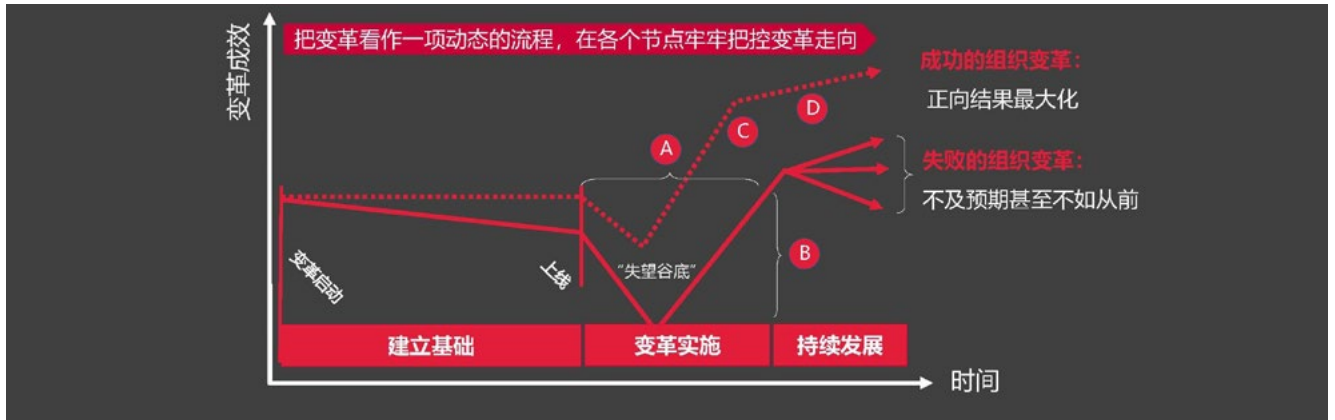 变革成效
把变革看作一项动态的流程，在各个节点牢牢把控变革走向
成功的组织变革：
正向结果最大化
D
C
A
失败的组织变革：
不及预期甚至不如从前
B
变革启动
上线
“失望谷底”
建立基础
变革实施
持续发展
时间